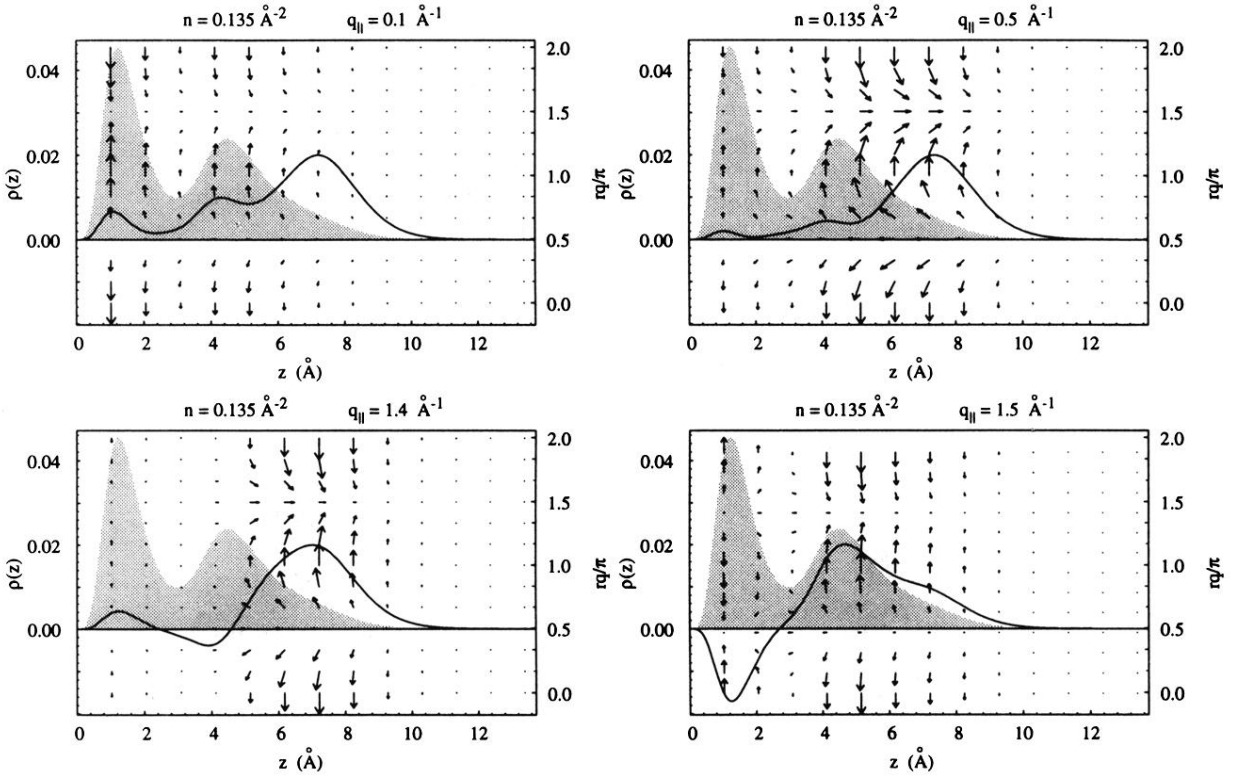 n = 0.135 Å-2 q|| = 0.1 Å-1
n = 0.135 Å-2 q|| = 0.5 Å-1
0.04
0.02
0.00
ρ(z)
2.0
1.5
1.0
0.5
0.0
rq/π
0 2 4 6 8 10 12
z (Å)
0.04
0.02
0.00
ρ(z)
2.0
1.5
1.0
0.5
0.0
rq/π
0 2 4 6 8 10 12
z (Å)
n = 0.135 Å-2 q|| = 1.4 Å-1
n = 0.135 Å-2 q|| = 1.5 Å-1
0.04
0.02
0.00
ρ(z)
2.0
1.5
1.0
0.5
0.0
rq/π
0 2 4 6 8 10 12
z (Å)
0.04
0.02
0.00
ρ(z)
2.0
1.5
1.0
0.5
0.0
rq/π
0 2 4 6 8 10 12
z (Å)